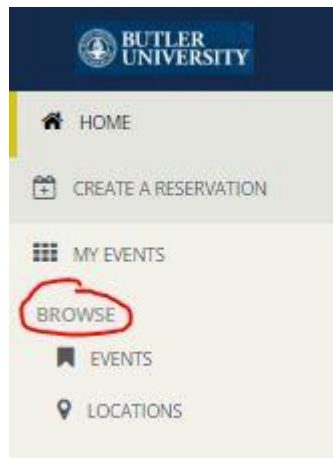 BUTLER
UNIVERSITY
HOME
CREATE A RESERVATION
MY EVENTS
BROWSE
EVENTS
LOCATIONS